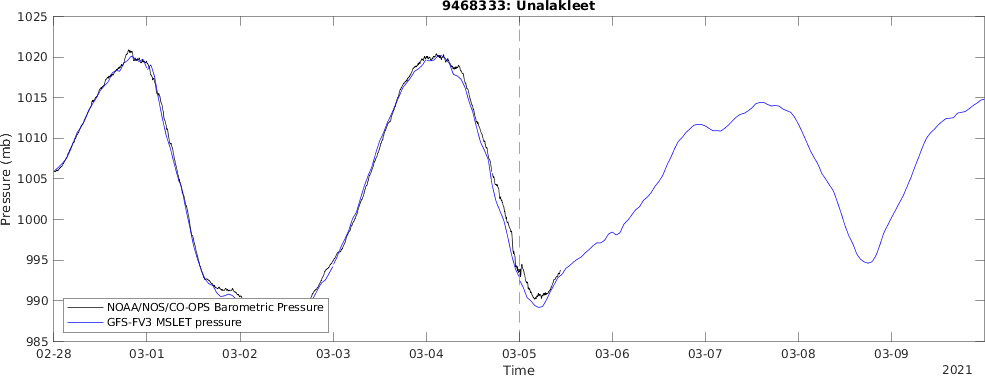 9468333: Unalakleet
Pressure (mb)
1025
1020
1015
1010
1005
1000
995
990
985
NOAA/NOS/CO-OPS Barometric Pressure
GFS-FV3 MSLET pressure
02-28 03-01 03-02 03-03 03-04 03-05 03-06 03-07 03-08 03-09
Time
2021